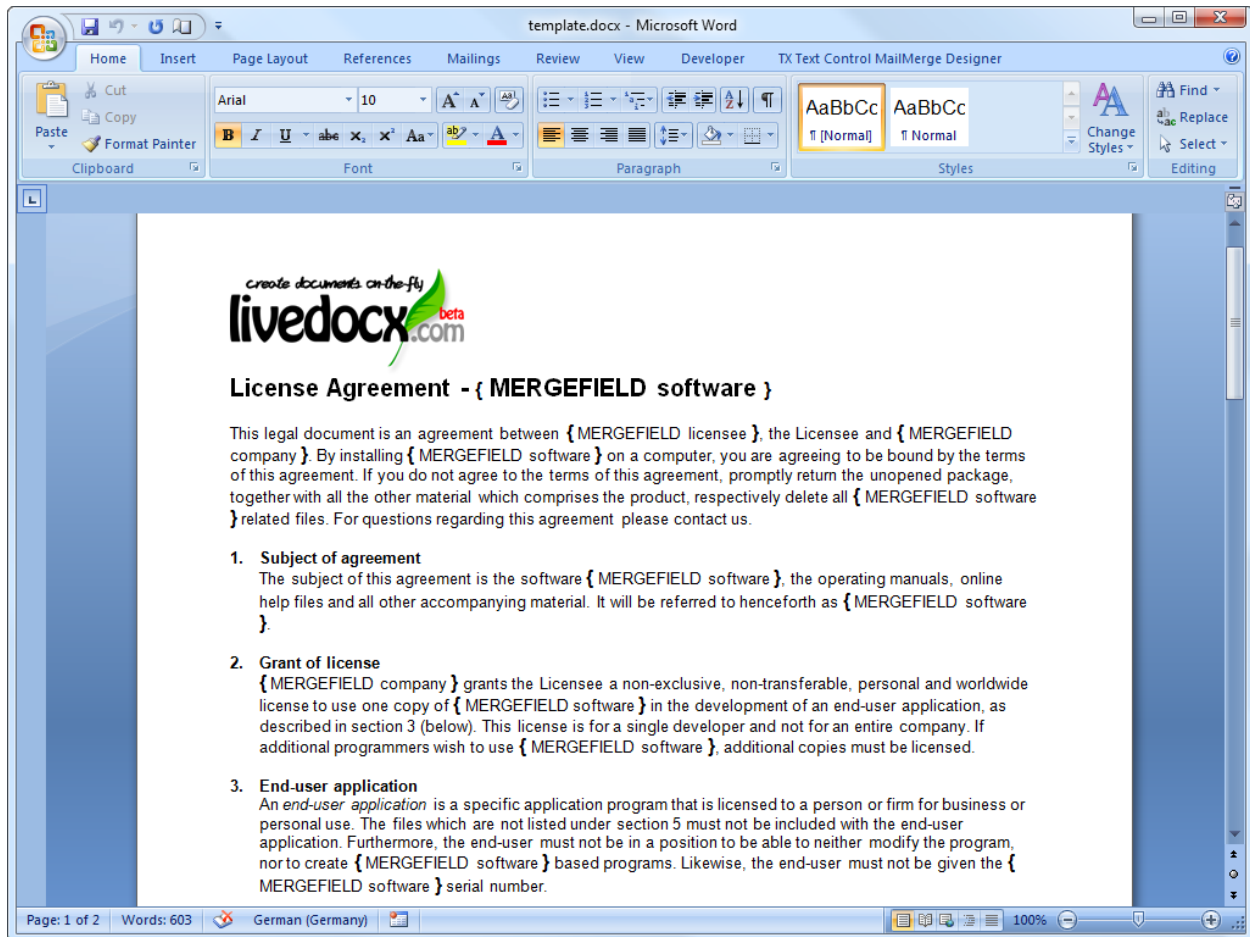 template.docx - Microsoft Word
Home Insert Page Layout References Mailings Review View Developer TX Text Control MailMerge Designer
Paste
Cut
Copy
Format Painter
Clipboard
Arial 10
B I U abc X₂ X² Aa ab A
Font
Paragraph
AaBbCc AaBbCc
¶ [Normal] ¶ Normal
Change
Styles
Styles
Find
Replace
Select
Editing
L
create documents on-the-fly
livedocx.com beta
License Agreement - { MERGEFIELD software }
This legal document is an agreement between { MERGEFIELD licensee }, the Licensee and { MERGEFIELD
company }. By installing { MERGEFIELD software } on a computer, you are agreeing to be bound by the terms
of this agreement. If you do not agree to the terms of this agreement, promptly return the unopened package,
together with all the other material which comprises the product, respectively delete all { MERGEFIELD software
} related files. For questions regarding this agreement please contact us.
1. Subject of agreement
The subject of this agreement is the software { MERGEFIELD software }, the operating manuals, online
help files and all other accompanying material. It will be referred to henceforth as { MERGEFIELD software
}.
2. Grant of license
{ MERGEFIELD company } grants the Licensee a non-exclusive, non-transferable, personal and worldwide
license to use one copy of { MERGEFIELD software } in the development of an end-user application, as
described in section 3 (below). This license is for a single developer and not for an entire company. If
additional programmers wish to use { MERGEFIELD software }, additional copies must be licensed.
3. End-user application
An end-user application is a specific application program that is licensed to a person or firm for business or
personal use. The files which are not listed under section 5 must not be included with the end-user
application. Furthermore, the end-user must not be in a position to be able to neither modify the program,
nor to create { MERGEFIELD software } based programs. Likewise, the end-user must not be given the {
MERGEFIELD software } serial number.
Page: 1 of 2 Words: 603 German (Germany) 100%